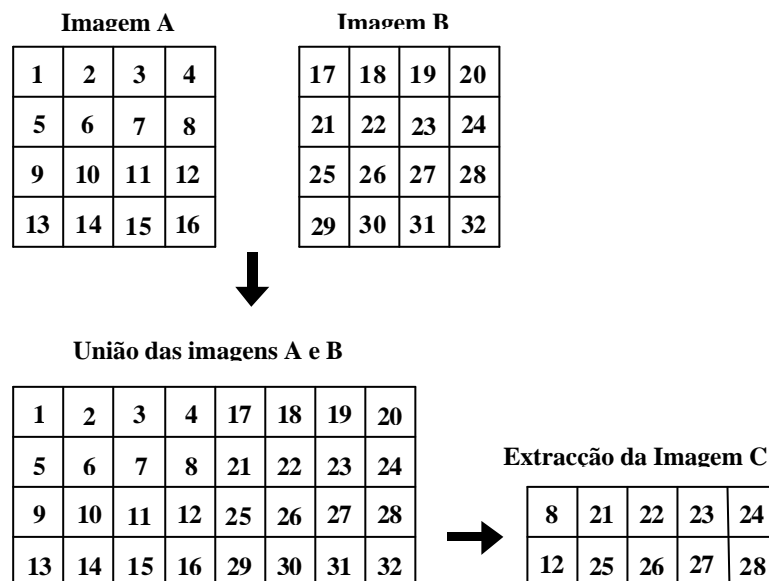 Imagem A
Imagem B
1 2 3 4
5 6 7 8
9 10 11 12
13 14 15 16
17 18 19 20
21 22 23 24
25 26 27 28
29 30 31 32
União das imagens A e B
1 2 3 4 17 18 19 20
5 6 7 8 21 22 23 24
9 10 11 12 25 26 27 28
13 14 15 16 29 30 31 32
Extracção da Imagem C
8 21 22 23 24
12 25 26 27 28